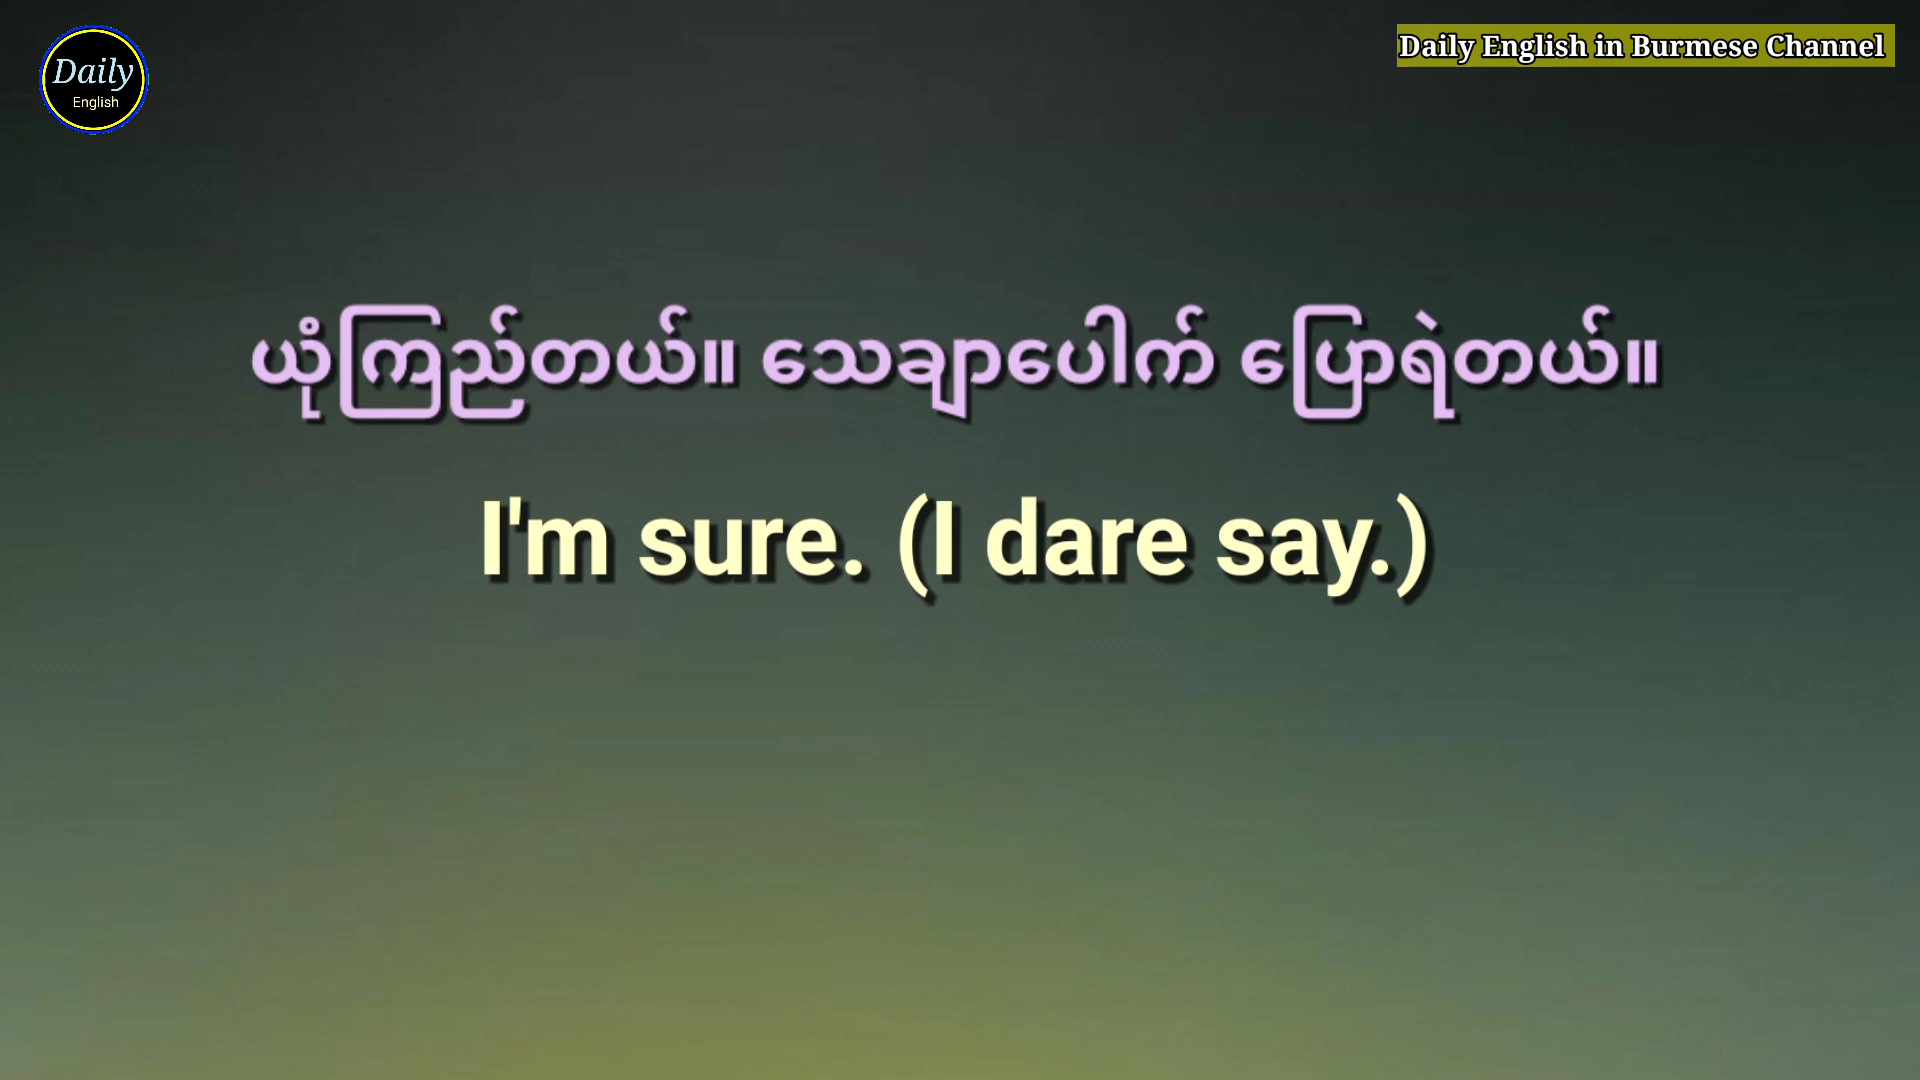 Daily
English
Daily English in Burmese Channel
ယုံကြည်တယ်။ သေချာပေါက် ပြောရဲတယ်။
I'm sure. (I dare say.)